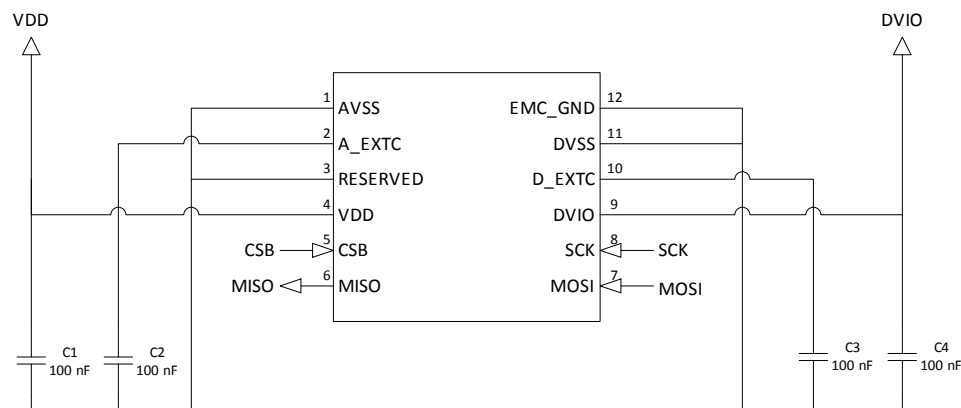 VDD
DVIO
1 AVSS EMC_GND 12
2 A_EXTC DVSS 11
3 RESERVED D_EXTC 10
4 VDD DVIO 9
CSB 5 CSB SCK 8 SCK
MISO 6 MISO MOSI 7 MOSI
C1
100 nF
C2
100 nF
C3
100 nF
C4
100 nF